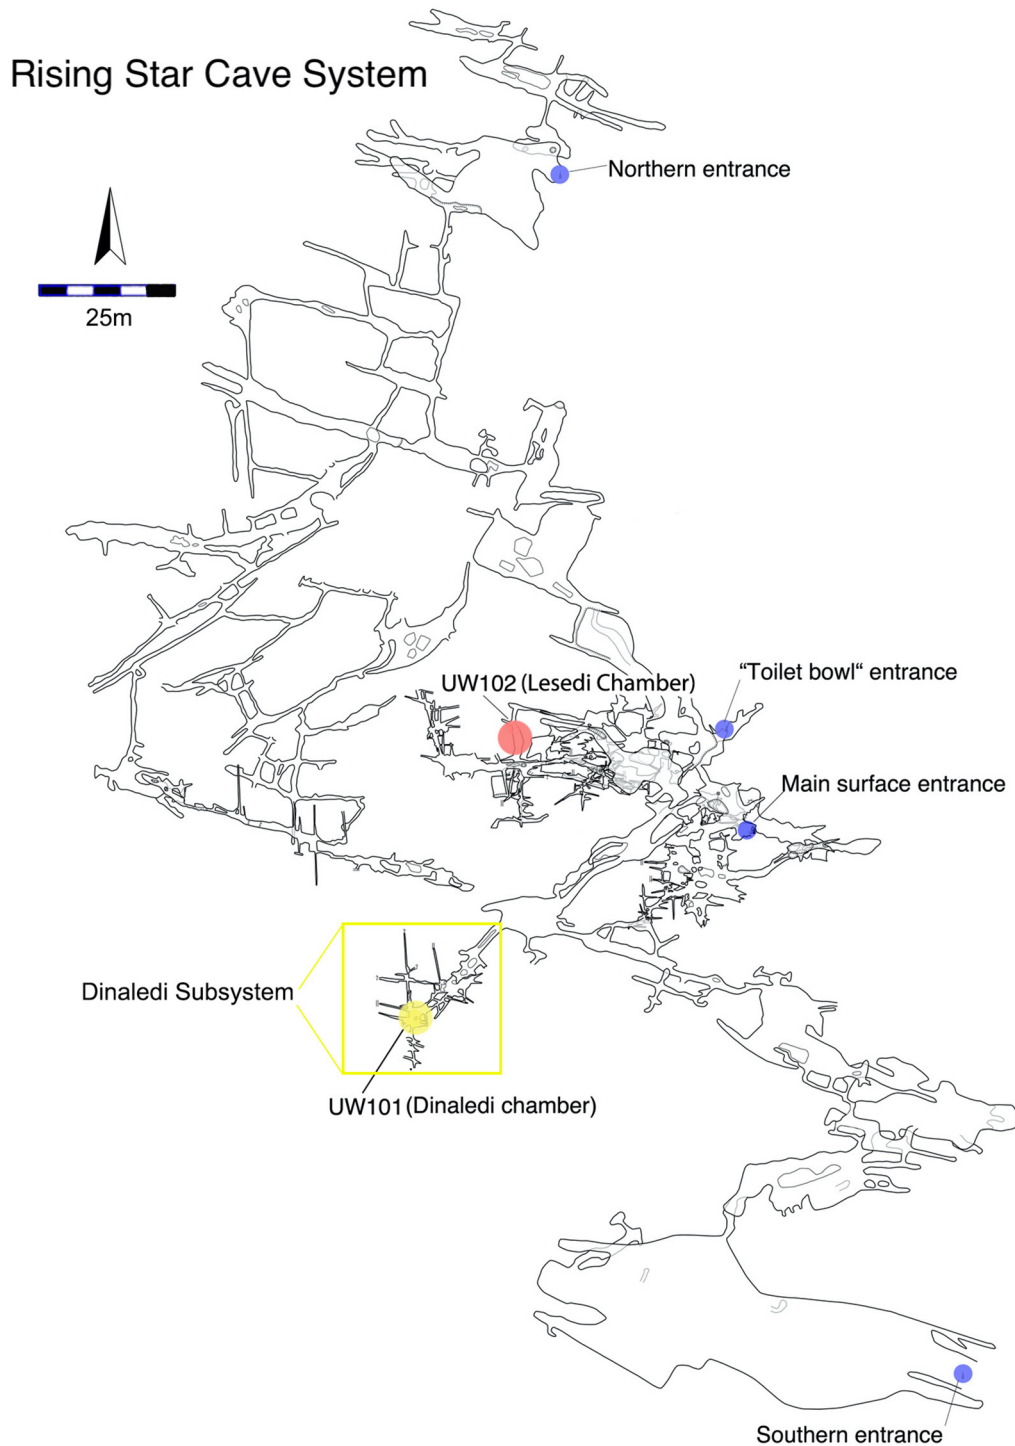 Rising Star Cave System
Northern entrance
25m
"Toilet bowl" entrance
UW102 (Lesedi Chamber)
Main surface entrance
Dinaledi Subsystem
UW101 (Dinaledi chamber)
Southern entrance